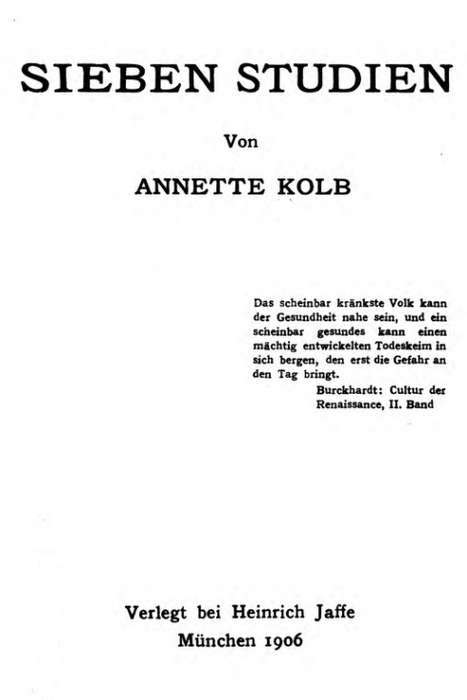 SIEBEN STUDIEN
Von
ANNETTE KOLB
Das scheinbar kränkste Volk kann
der Gesundheit nahe sein, und ein
scheinbar gesundes kann einen
mächtig entwickelten Todeskeim in
sich bergen, den erst die Gefahr an
den Tag bringt.
Burckhardt: Cultur der
Renaissance, II. Band
Verlegt bei Heinrich Jaffe
München 1906